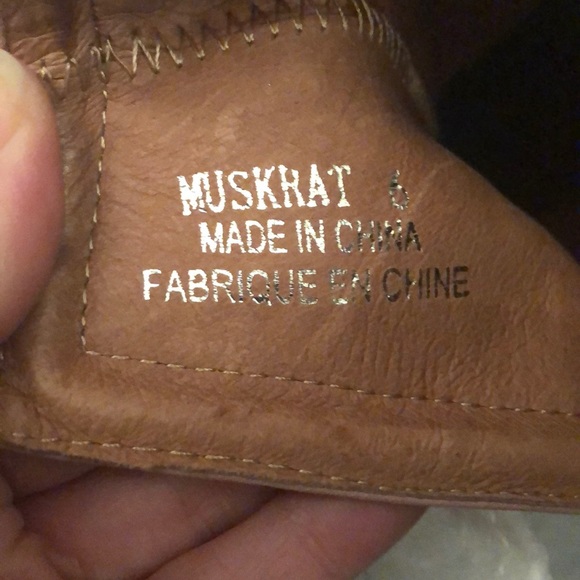 MUSKRAT 6
MADE IN CHINA
FABRIQUE EN CHINE